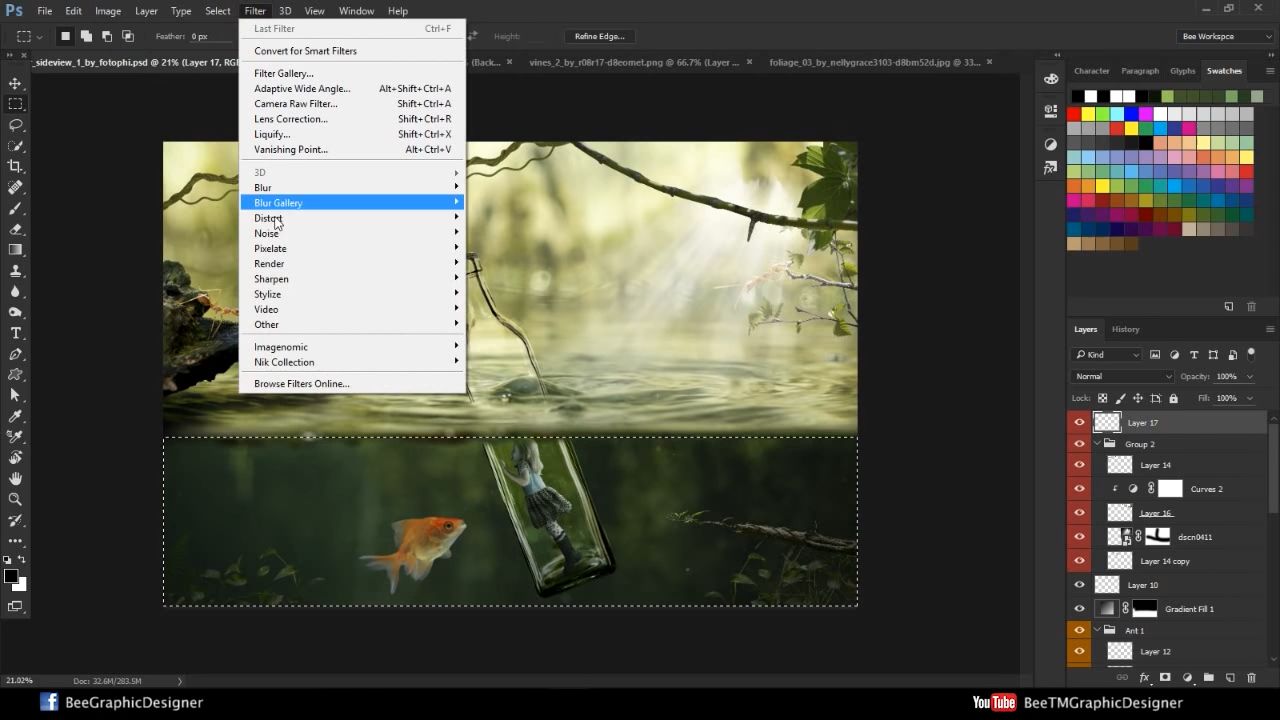 Ps File Edit Image Layer Type Select Filter 3D View Window Help
Feather: 0 px
Height:
Refine Edge...
Bee Workspce
_sideview_1_by_fotophi.psd @ 21% (Layer 17, RG
(Back...
vines_2_by_r08r17-d8eomet.png @ 66.7% (Layer ...
foliage_03_by_nellygrace3103-d8bm52d.jpg @ 33...
Last Filter Ctrl+F
Convert for Smart Filters
Filter Gallery...
Adaptive Wide Angle... Alt+Shift+Ctrl+A
Camera Raw Filter... Shift+Ctrl+A
Lens Correction... Shift+Ctrl+R
Liquify... Shift+Ctrl+X
Vanishing Point... Alt+Ctrl+V
3D
Blur
Blur Gallery
Distort
Noise
Pixelate
Render
Sharpen
Stylize
Video
Other
Imagenomic
Nik Collection
Browse Filters Online...
Character Paragraph Glyphs Swatches
Layers History
Kind
Normal Opacity: 100%
Lock: Fill: 100%
Layer 17
Group 2
Layer 14
Curves 2
Layer 16
dscn0411
Layer 14 copy
Layer 10
Gradient Fill 1
Ant 1
Layer 12
fx
21.02% Doc: 32.6M/283.5M
f BeeGraphicDesigner
YouTube BeeTMGraphicDesigner